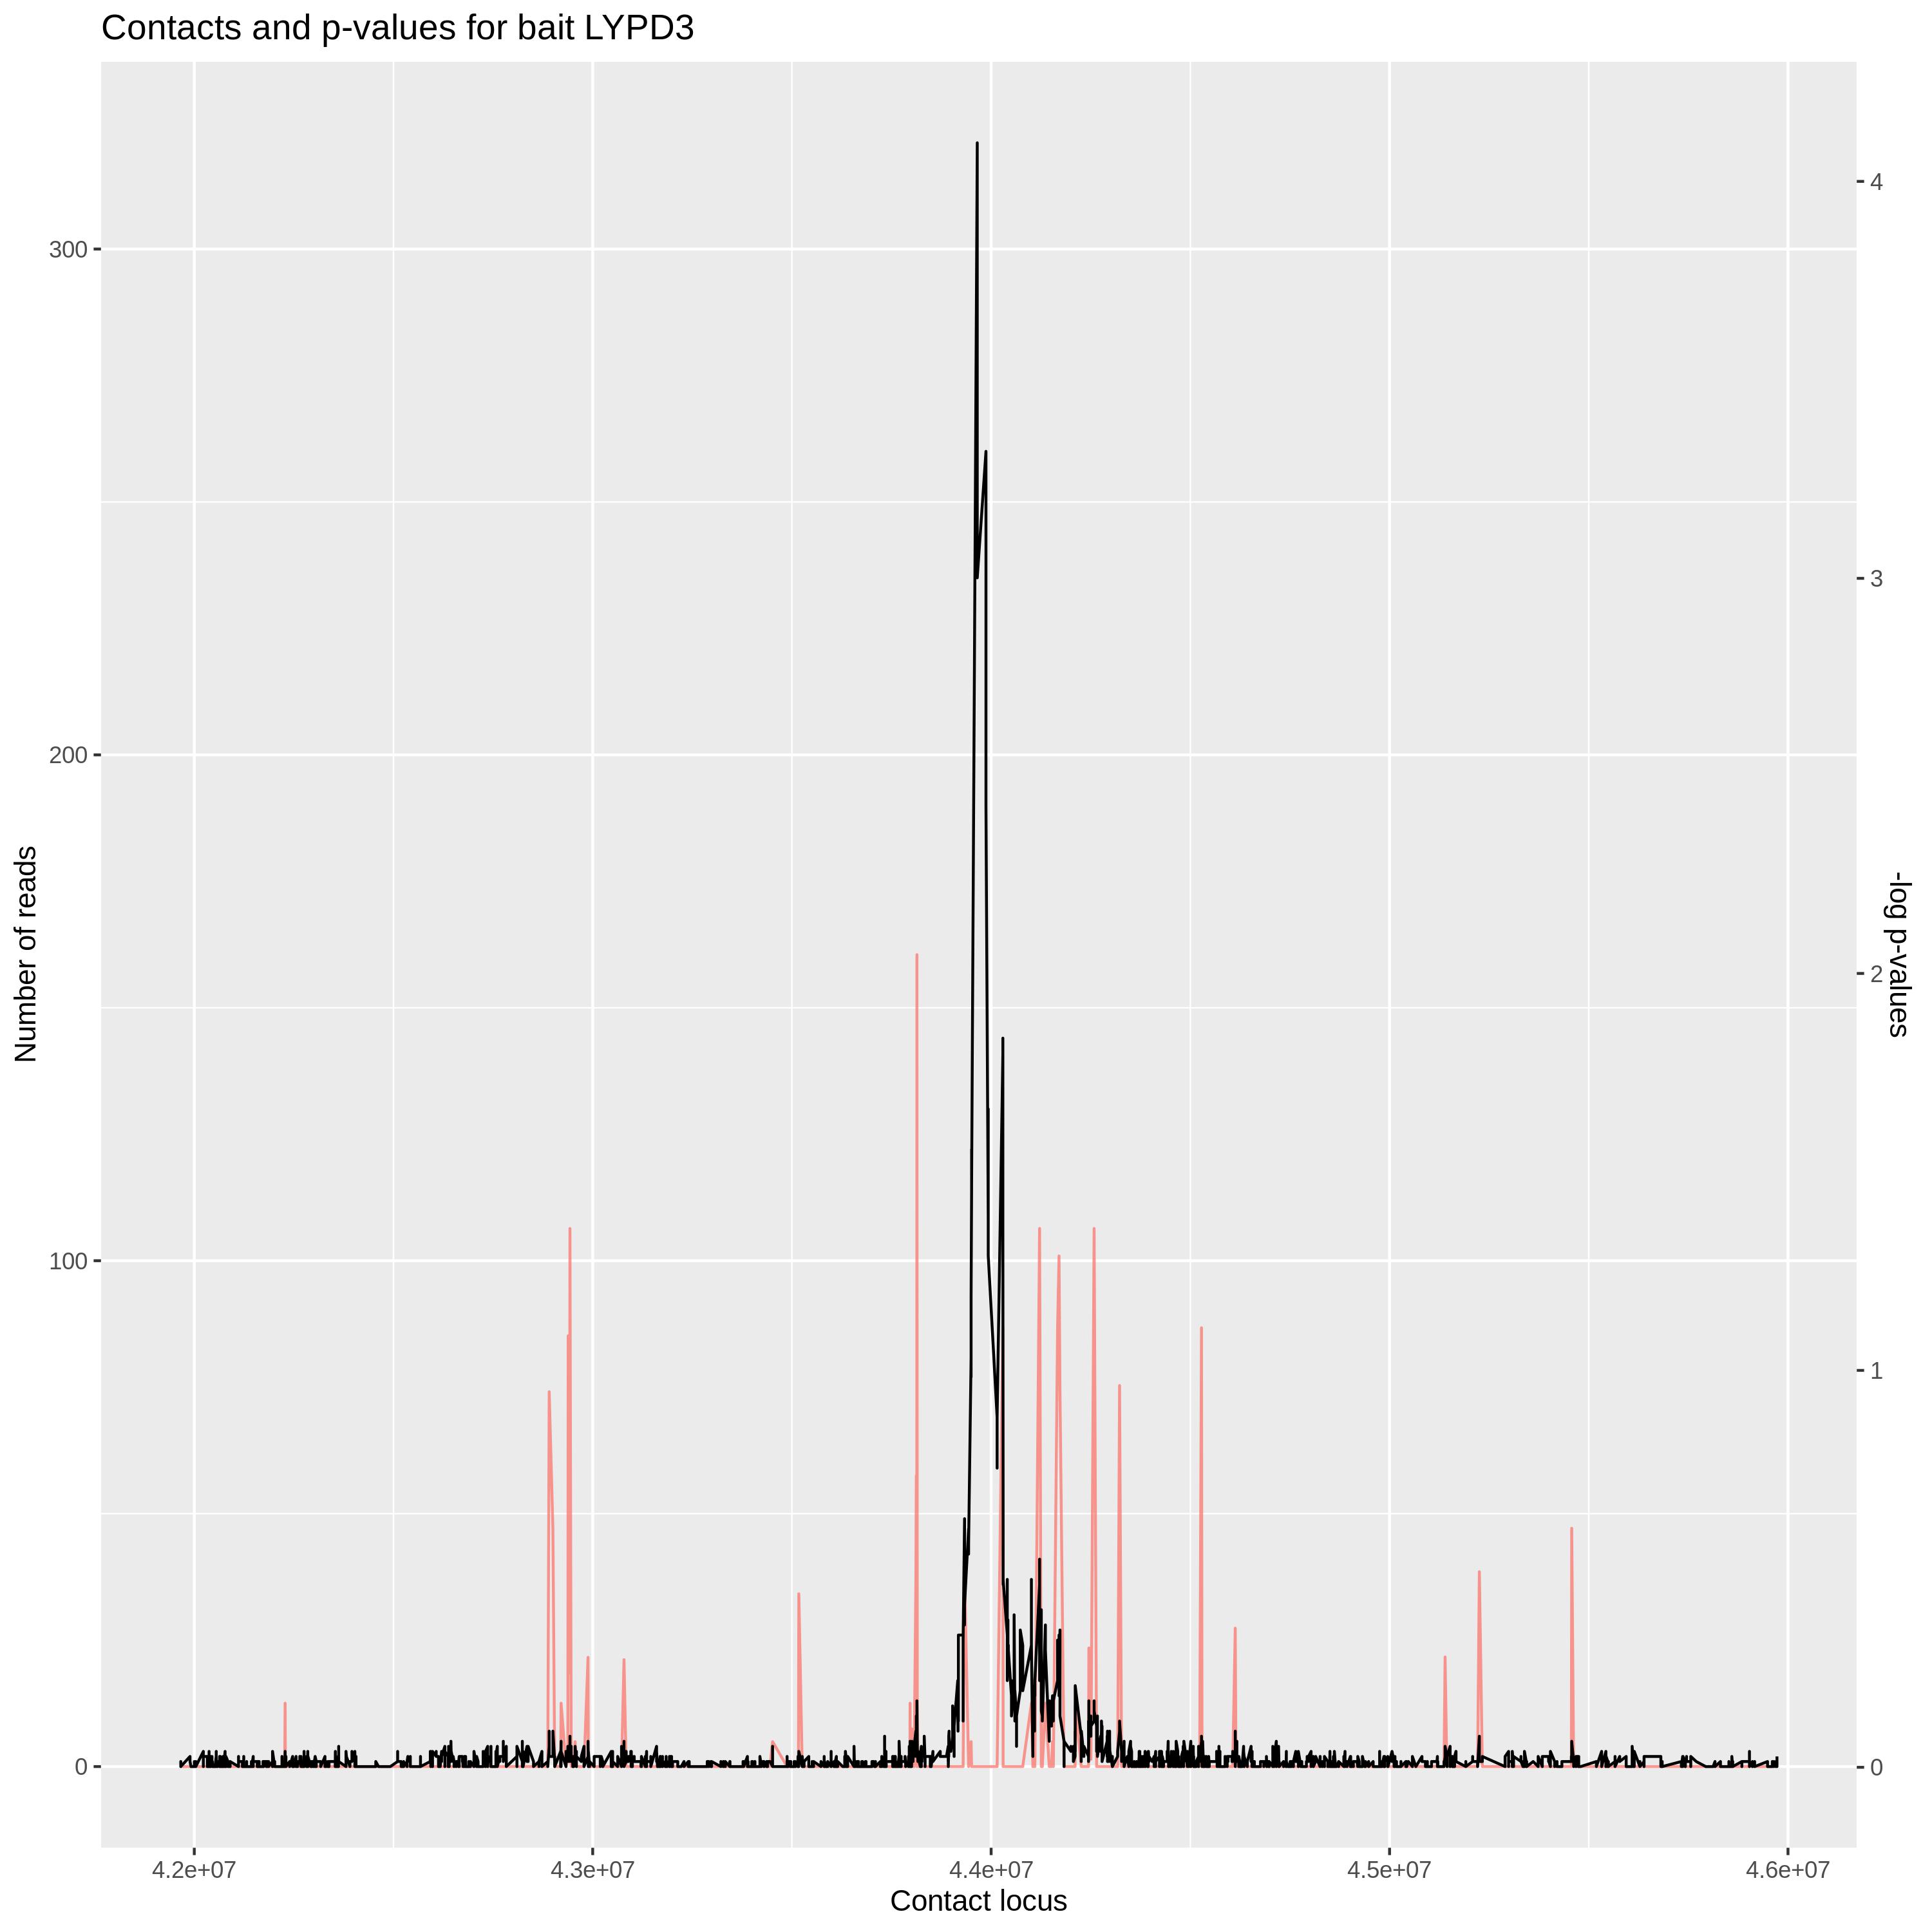 Contacts and p-values for bait LYPD3
Number of reads
300
200
100
0
4
3
2
1
0
-log p-values
4.2e+07
4.3e+07
4.4e+07
4.5e+07
4.6e+07
Contact locus